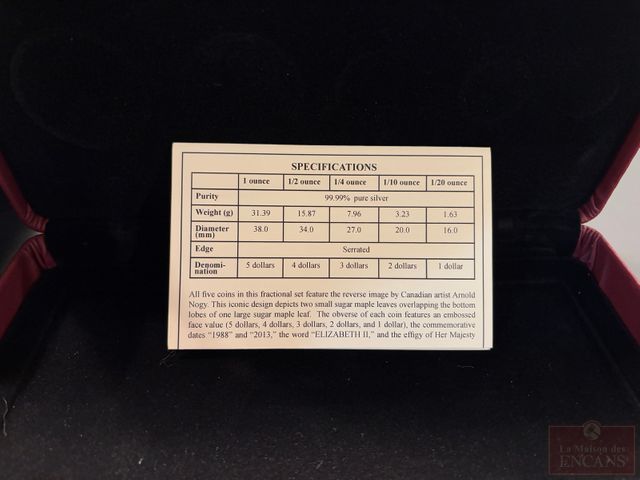 SPECIFICATIONS
1 ounce 1/2 ounce 1/4 ounce 1/10 ounce 1/20 ounce
Purity 99.99% pure silver
Weight (g) 31.39 15.87 7.96 3.23 1.63
Diameter (mm) 38.0 34.0 27.0 20.0 16.0
Edge Serrated
Denomi-nation 5 dollars 4 dollars 3 dollars 2 dollars 1 dollar
All five coins in this fractional set feature the reverse image by Canadian artist Arnold
Nogy. This iconic design depicts two small sugar maple leaves overlapping the bottom
lobes of one large sugar maple leaf. The obverse of each coin features an embossed
face value (5 dollars, 4 dollars, 3 dollars, 2 dollars, and 1 dollar), the commemorative
dates "1988" and "2013," the word "ELIZABETH II," and the effigy of Her Majesty
La Maison des
ENCANS